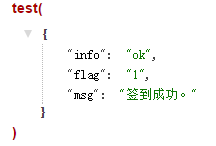 test(
{
"info": "ok",
"flag": "1",
"msg": "签到成功。"
}
)